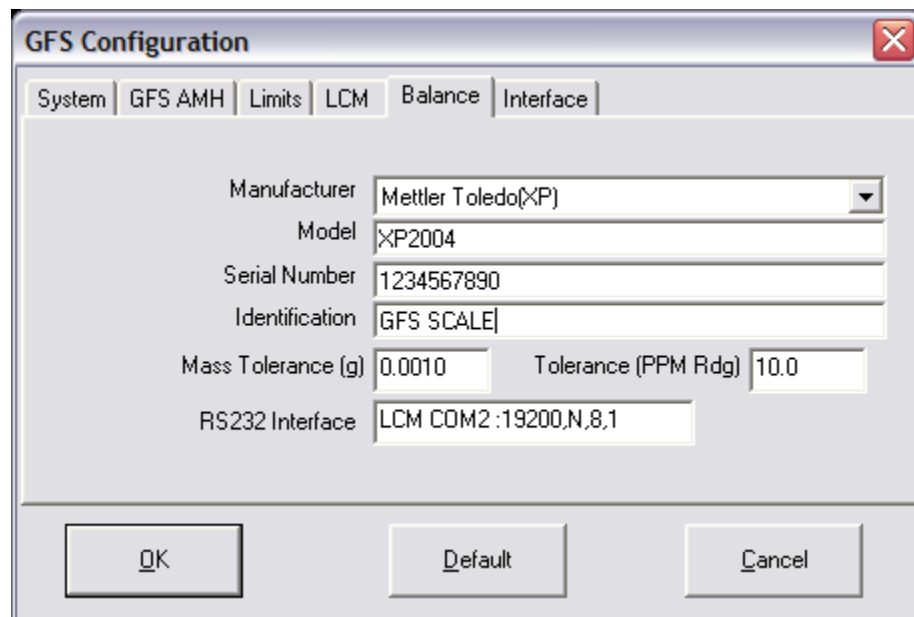 GFS Configuration
System GFS AMH Limits LCM Balance Interface
Manufacturer Mettler Toledo(XP)
Model XP2004
Serial Number 1234567890
Identification GFS SCALE
Mass Tolerance (g) 0.0010 Tolerance (PPM Rdg) 10.0
RS232 Interface LCM COM2 :19200,N,8,1
OK Default Cancel